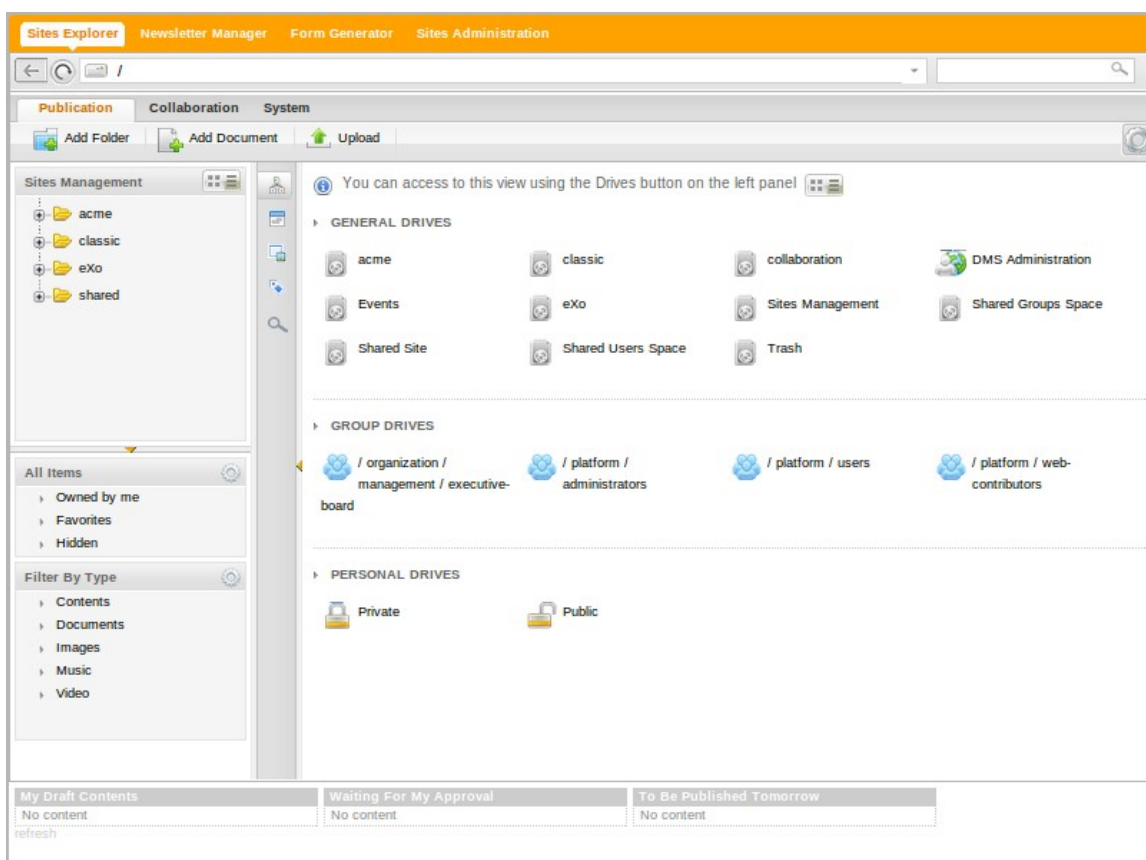 Sites Explorer Newsletter Manager Form Generator Sites Administration
/
Publication Collaboration System
Add Folder Add Document Upload
Sites Management
acme
classic
eXo
shared
All Items
Owned by me
Favorites
Hidden
Filter By Type
Contents
Documents
Images
Music
Video
You can access to this view using the Drives button on the left panel
GENERAL DRIVES
acme classic collaboration DMS Administration
Events eXo Sites Management Shared Groups Space
Shared Site Shared Users Space Trash
GROUP DRIVES
/ organization / / platform / / platform / users / platform / web-
management / executive- administrators contributors
board
PERSONAL DRIVES
Private Public
My Draft Contents Waiting For My Approval To Be Published Tomorrow
No content No content No content
refresh